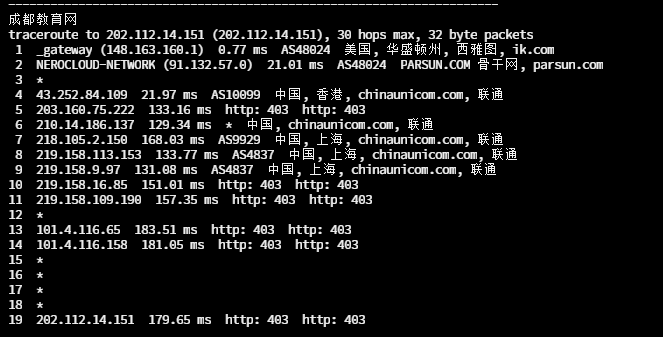 ----------------------------------------------------------------------
成都教育网
traceroute to 202.112.14.151 (202.112.14.151), 30 hops max, 32 byte packets
1 _gateway (148.163.160.1) 0.77 ms AS48024 美国, 华盛顿州, 西雅图, ik.com
2 NEROCLOUD-NETWORK (91.132.57.0) 21.01 ms AS48024 PARSUN.COM 骨干网, parsun.com
3 *
4 43.252.84.109 21.97 ms AS10099 中国, 香港, chinaunicom.com, 联通
5 203.160.75.222 133.16 ms http: 403 http: 403
6 210.14.186.137 129.34 ms * 中国, chinaunicom.com, 联通
7 218.105.2.150 168.03 ms AS9929 中国, 上海, chinaunicom.com, 联通
8 219.158.113.153 133.77 ms AS4837 中国, 上海, chinaunicom.com, 联通
9 219.158.9.97 131.08 ms AS4837 中国, 上海, chinaunicom.com, 联通
10 219.158.16.85 151.01 ms http: 403 http: 403
11 219.158.109.190 157.35 ms http: 403 http: 403
12 *
13 101.4.116.65 183.51 ms http: 403 http: 403
14 101.4.116.158 181.05 ms http: 403 http: 403
15 *
16 *
17 *
18 *
19 202.112.14.151 179.65 ms http: 403 http: 403